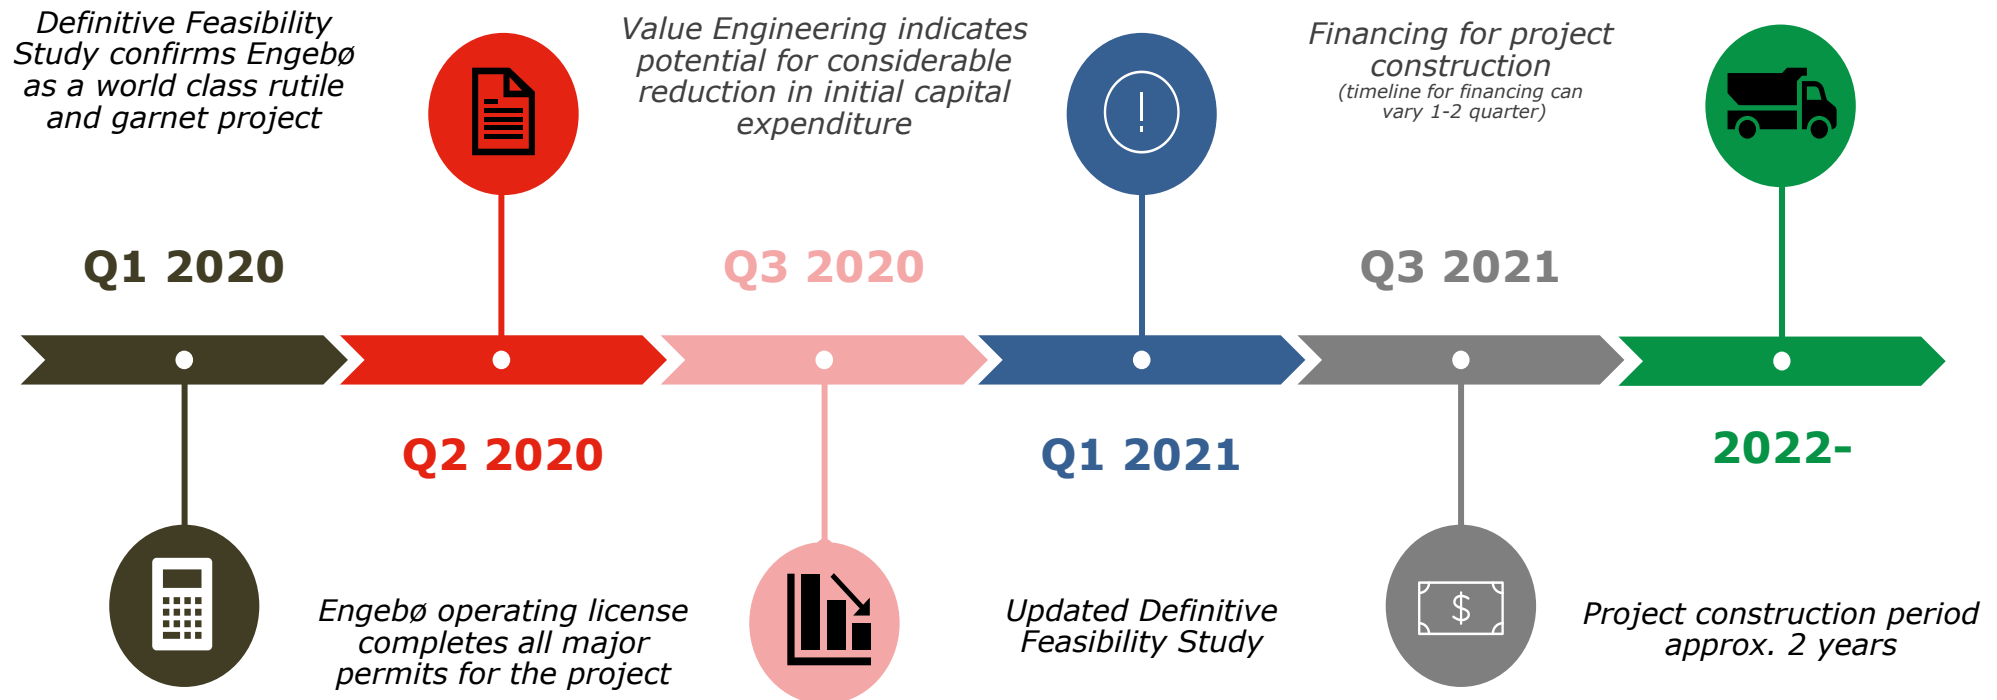 Definitive Feasibility
Study confirms Engebø
as a world class rutile
and garnet project
Q1 2020
Q2 2020
Engebø operating license
completes all major
permits for the project
Value Engineering indicates
potential for considerable
reduction in initial capital
expenditure
Q3 2020
Q1 2021
Updated Definitive
Feasibility Study
Financing for project
construction
(timeline for financing can
vary 1-2 quarter)
Q3 2021
$
2022-
Project construction period
approx. 2 years